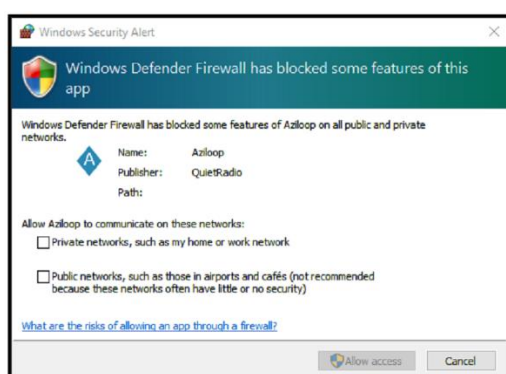 Windows Security Alert
Windows Defender Firewall has blocked some features of this
app
Windows Defender Firewall has blocked some features of Aziloop on all public and private
networks.
A
Name: Aziloop
Publisher: QuietRadio
Path:
Allow Aziloop to communicate on these networks:
Private networks, such as my home or work network
Public networks, such as those in airports and cafés (not recommended
because these networks often have little or no security)
What are the risks of allowing an app through a firewall?
Allow access Cancel